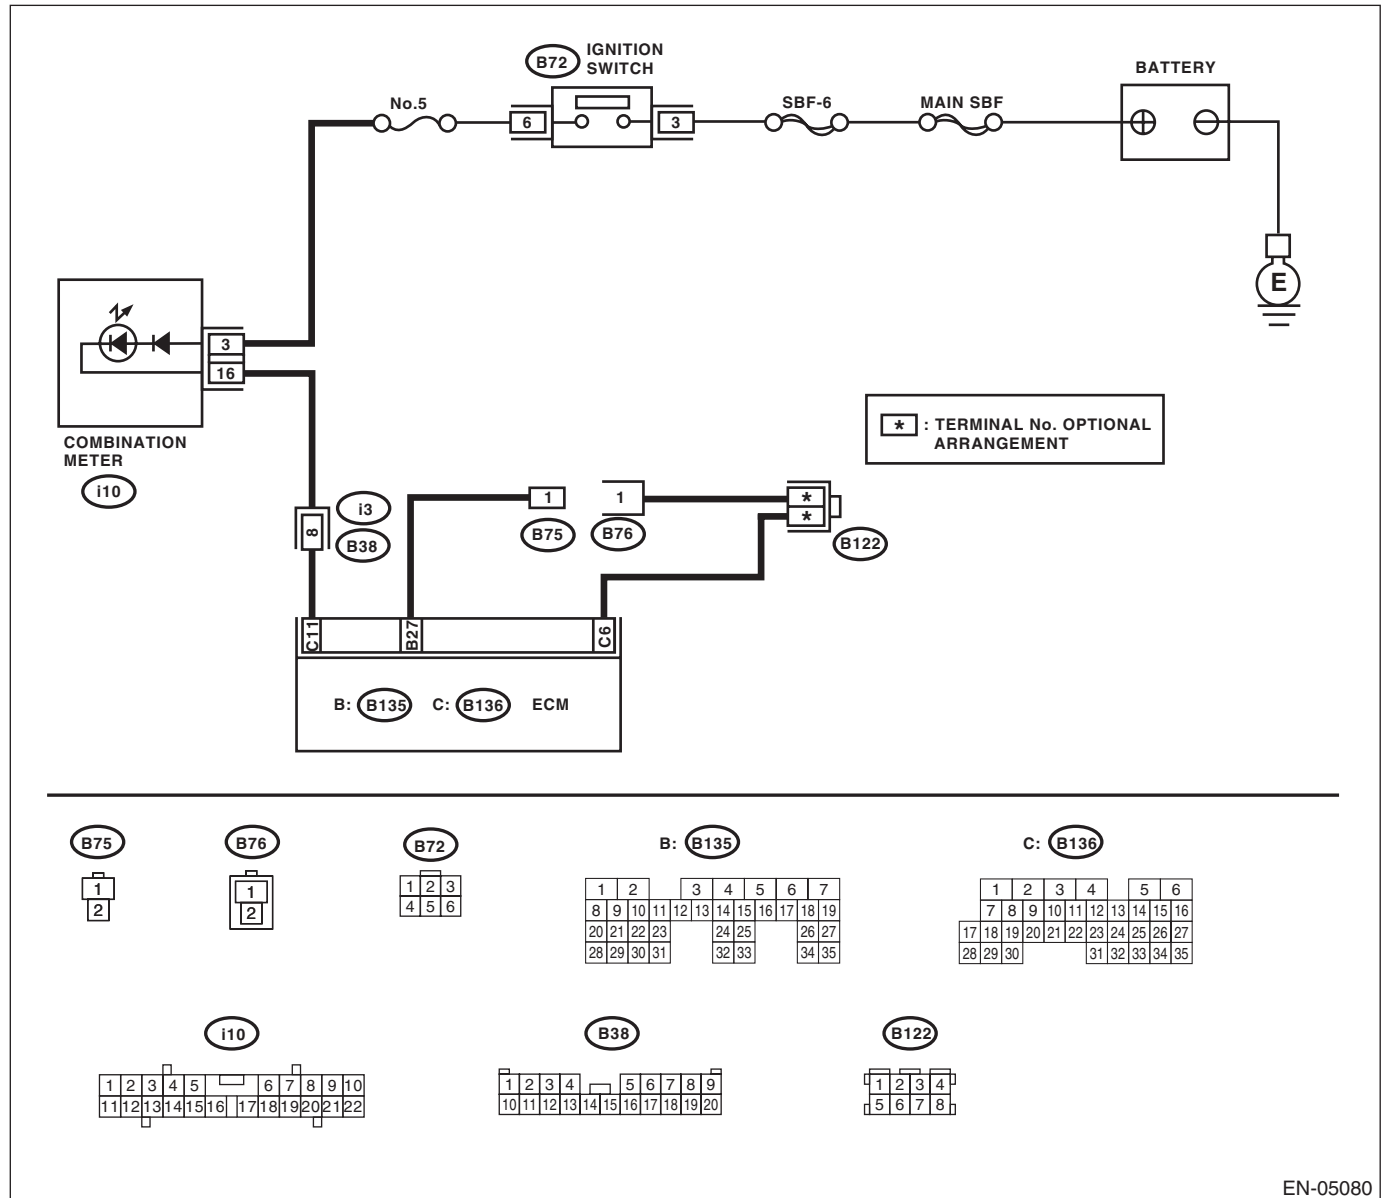 IGNITION
SWITCH
B72
BATTERY
No.5
SBF-6
MAIN SBF
6
3
E
3
16
COMBINATION
METER
i10
* : TERMINAL No. OPTIONAL
ARRANGEMENT
i3
8
B38
1
1
*
*
B75
B76
B122
C11
B27
C6
B: B135 C: B136 ECM
B75
B76
B72
B: B135
C: B136
1
2
1
2
1 2 3
4 5 6
1 2 3 4 5 6 7
8 9 10 11 12 13 14 15 16 17 18 19
20 21 22 23 24 25 26 27
28 29 30 31 32 33 34 35
1 2 3 4 5 6
7 8 9 10 11 12 13 14 15 16
17 18 19 20 21 22 23 24 25 26 27
28 29 30 31 32 33 34 35
i10
B38
B122
1 2 3 4 5 6 7 8 9 10
11 12 13 14 15 16 17 18 19 20 21 22
1 2 3 4 5 6 7 8 9
10 11 12 13 14 15 16 17 18 19 20
1 2 3 4
5 6 7 8
EN-05080